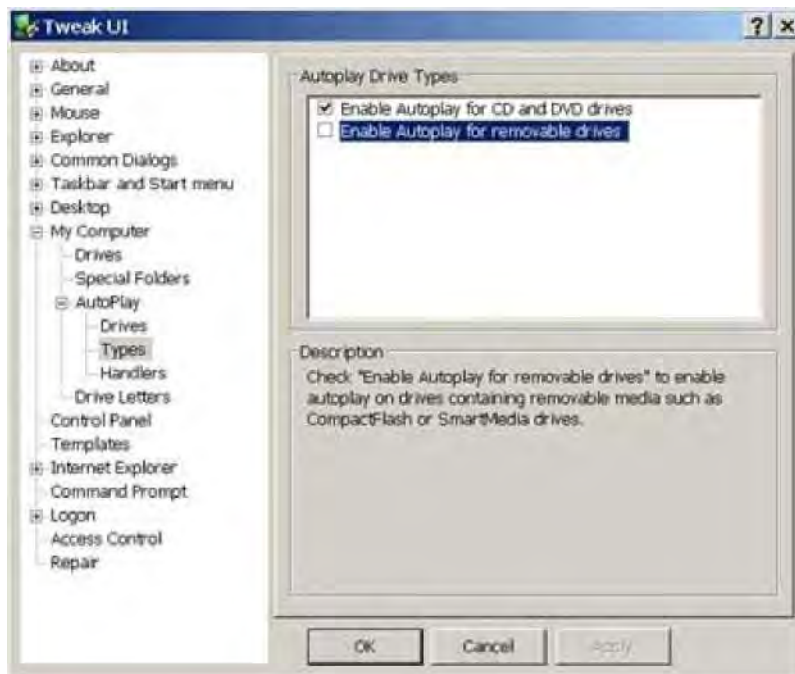 Tweak UI
About
General
Mouse
Explorer
Common Dialogs
Taskbar and Start menu
Desktop
My Computer
Drives
Special Folders
AutoPlay
Drives
Types
Handlers
Drive Letters
Control Panel
Templates
Internet Explorer
Command Prompt
Logon
Access Control
Repair
Autoplay Drive Types
Enable Autoplay for CD and DVD drives
Enable Autoplay for removable drives
Description
Check "Enable Autoplay for removable drives" to enable
autoplay on drives containing removable media such as
CompactFlash or SmartMedia drives.
OK
Cancel
Apply